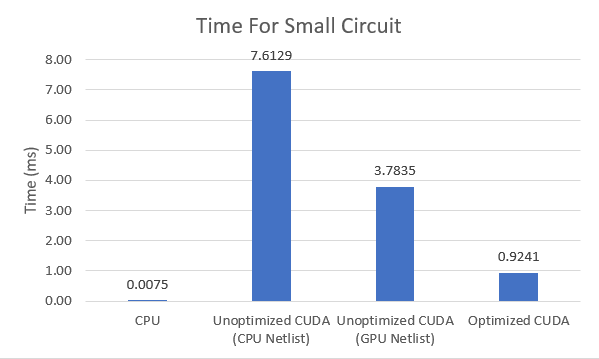 Time For Small Circuit
Time (ms)
8.00
7.00
6.00
5.00
4.00
3.00
2.00
1.00
0.00
0.0075
7.6129
3.7835
0.9241
CPU
Unoptimized CUDA
(CPU Netlist)
Unoptimized CUDA
(GPU Netlist)
Optimized CUDA